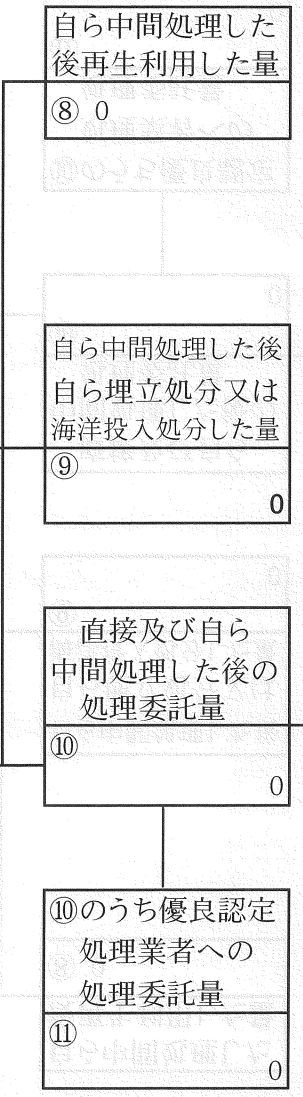 自ら中間処理した
後再生利用した量
⑧ 0
自ら中間処理した後
自ら埋立処分又は
海洋投入処分した量
⑨
0
直接及び自ら
中間処理した後の
処理委託量
⑩
0
⑩のうち優良認定
処理業者への
処理委託量
⑪
0